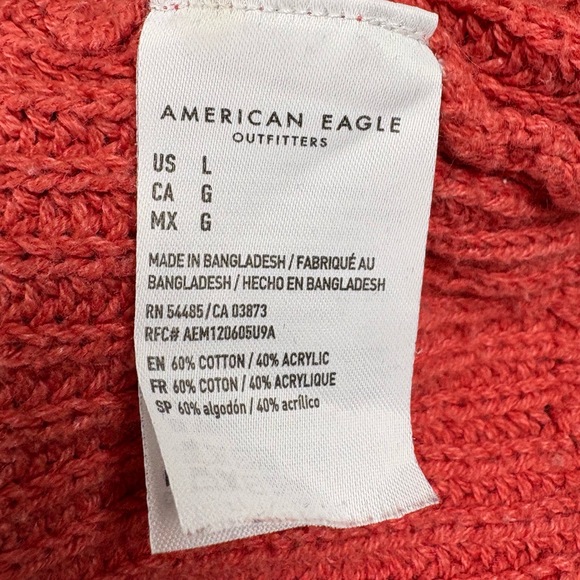 AMERICAN EAGLE
OUTFITTERS
US L
CA G
MX G
MADE IN BANGLADESH / FABRIQUÉ AU
BANGLADESH / HECHO EN BANGLADESH
RN 54485 / CA 03873
RFC# AEM120605U9A
EN 60% COTTON / 40% ACRYLIC
FR 60% COTON / 40% ACRYLIQUE
SP 60% algodón / 40% acrílico